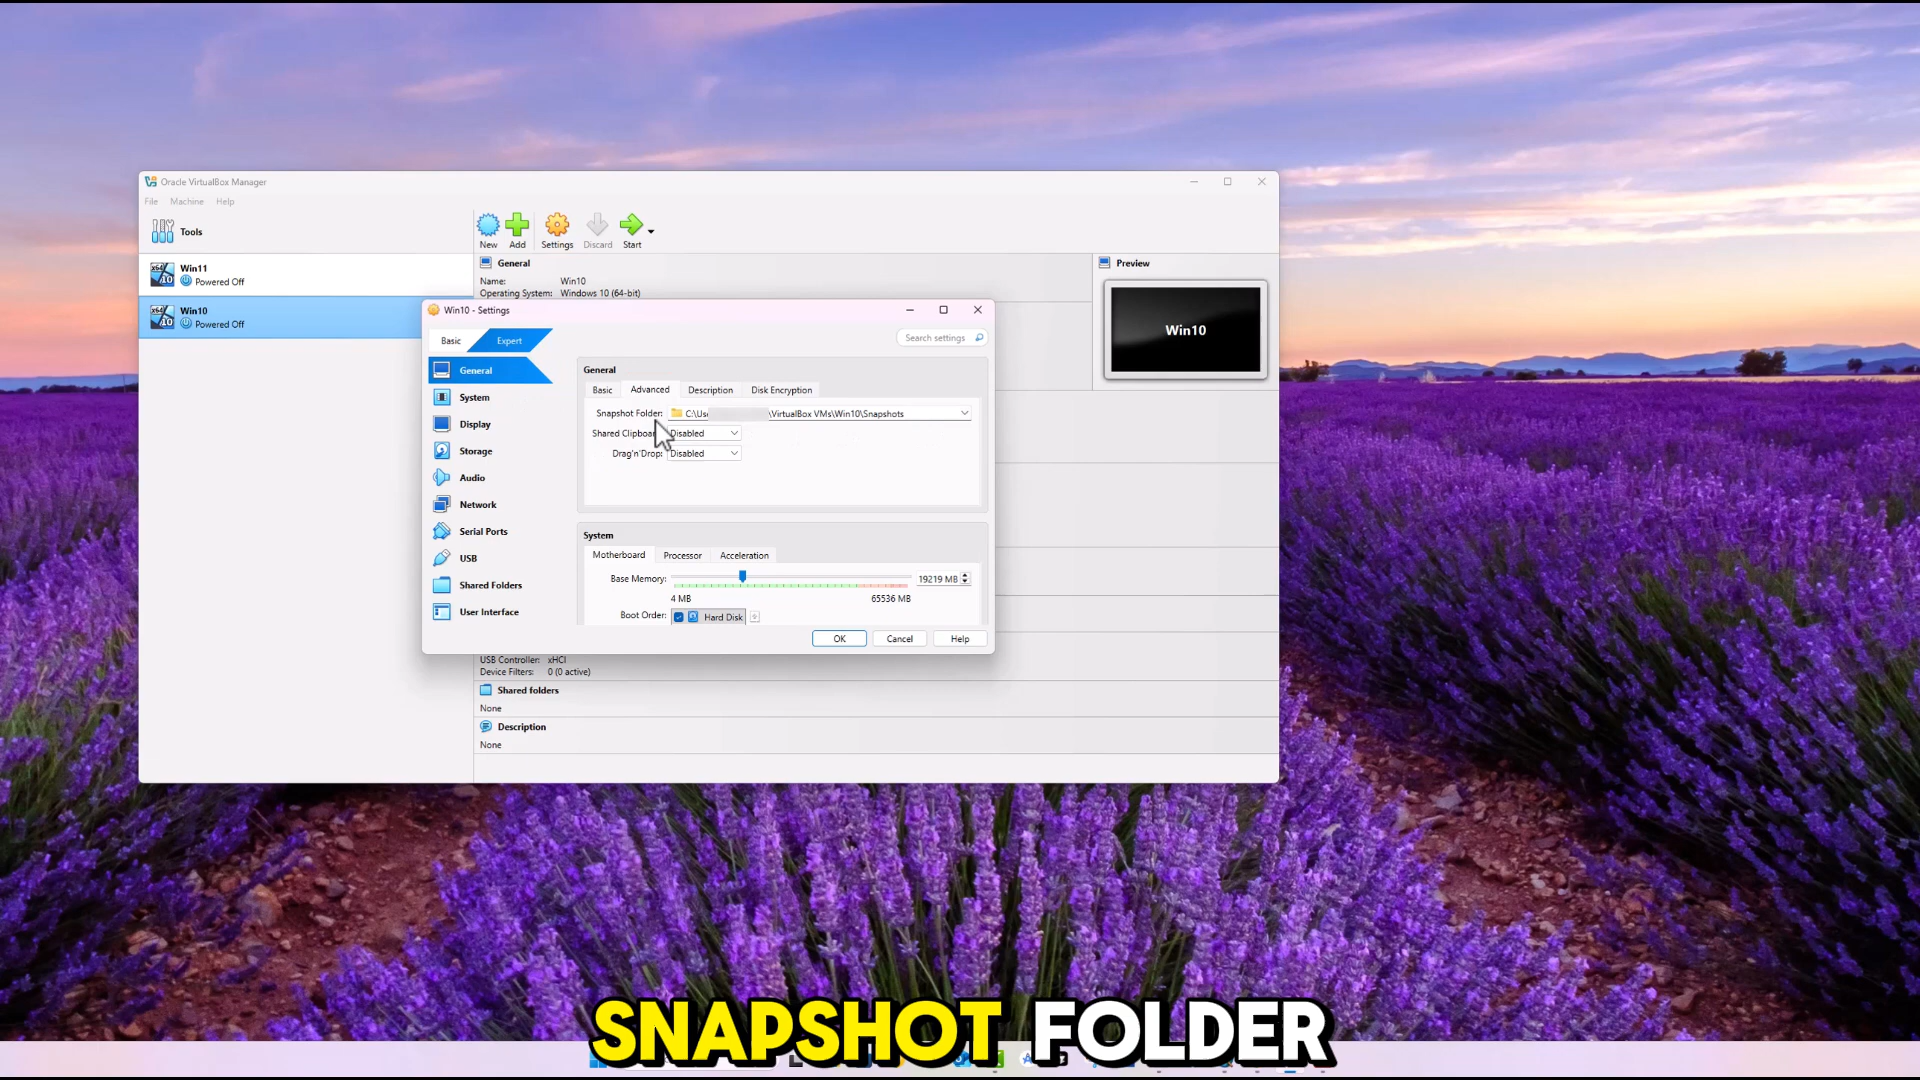 Oracle VirtualBox Manager
File Machine Help
Tools
New Add Settings Discard Start
Win11
Powered Off
Win10
Powered Off
General
Name: Win10
Operating System: Windows 10 (64-bit)
Preview
Win10
Win10 - Settings
Basic Expert
Search settings
General
System
Display
Storage
Audio
Network
Serial Ports
USB
Shared Folders
User Interface
General
Basic Advanced Description Disk Encryption
Snapshot Folder: C:\Use \VirtualBox VMs\Win10\Snapshots
Shared Clipboar Disabled
Drag'n'Drop: Disabled
System
Motherboard Processor Acceleration
Base Memory: 19219 MB
4 MB 65536 MB
Boot Order: Hard Disk
OK Cancel Help
USB Controller: xHCI
Device Filters: 0 (0 active)
Shared folders
None
Description
None
SNAPSHOT FOLDER